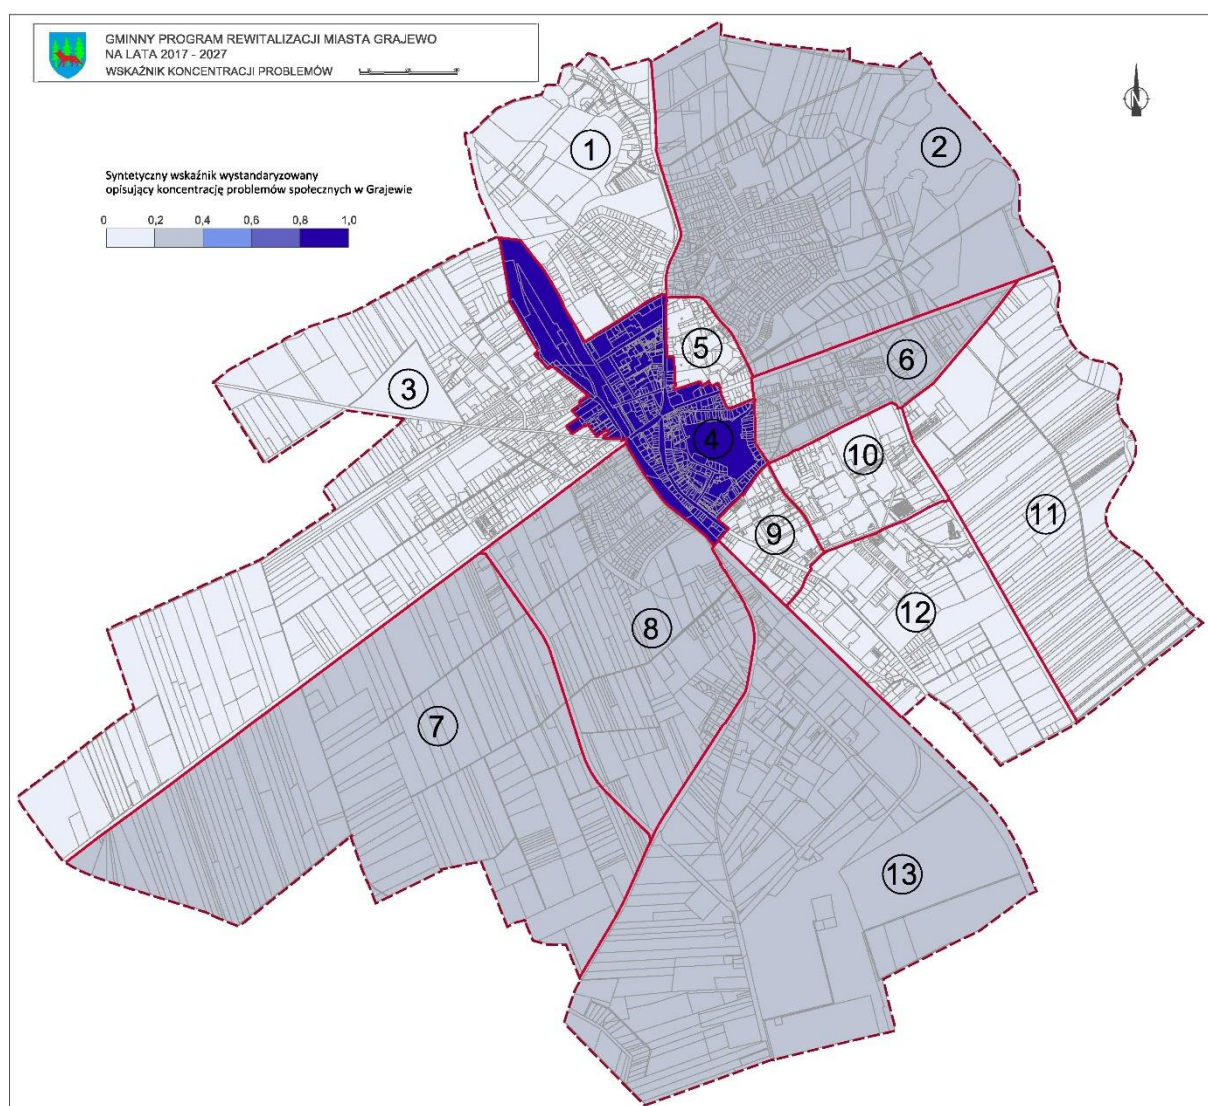 GMINNY PROGRAM REWITALIZACJI MIASTA GRAJEWO
NA LATA 2017 - 2027
WSKAŹNIK KONCENTRACJI PROBLEMÓW
Syntetyczny wskaźnik wystandaryzowany
opisujący koncentrację problemów społecznych w Grajewie
0 0,2 0,4 0,6 0,8 1,0
N
1
2
3
4
5
6
7
8
9
10
11
12
13